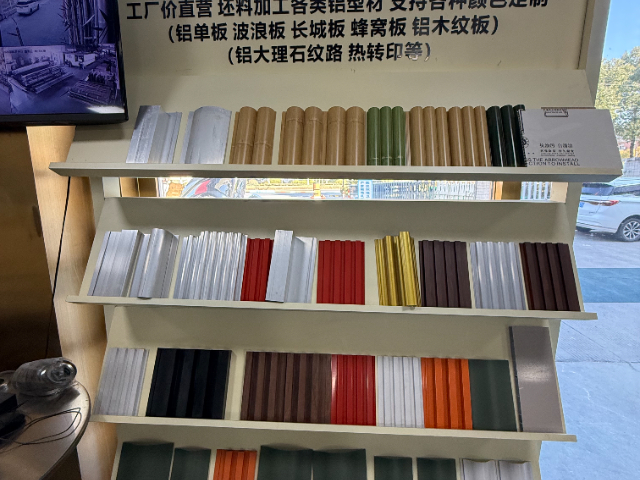 工厂价直营 坯料加工各类铝型材 支持各种颜色定制
(铝单板 波浪板 长城板 蜂窝板 铝木纹板)
(铝大理石纹路 热转印等)